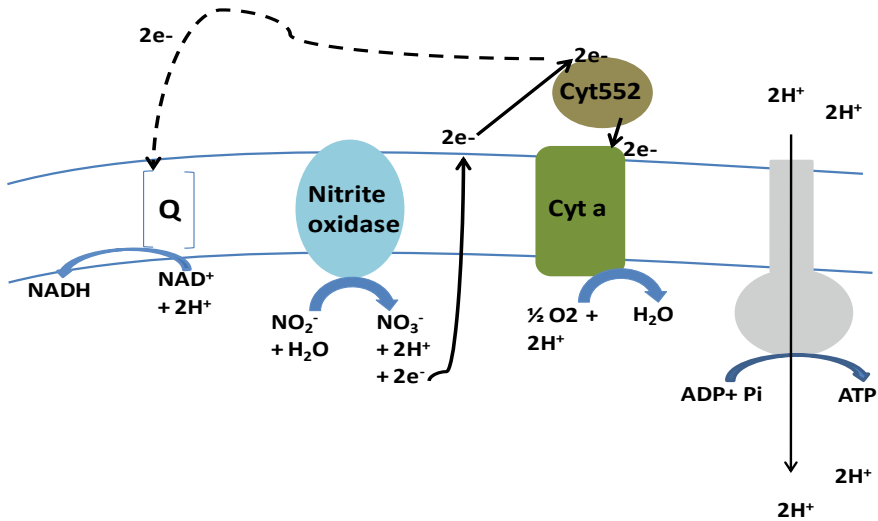 2e-
2e-
Cyt552
2H⁺
2H⁺
2e-
2e-
Q
Nitrite
oxidase
Cyt a
NADH
NAD⁺
+ 2H⁺
NO₂⁻
+ H₂O
NO₃⁻
+ 2H⁺
+ 2e⁻
½ O2 +
2H⁺
H₂O
ADP+ Pi
ATP
2H⁺
2H⁺